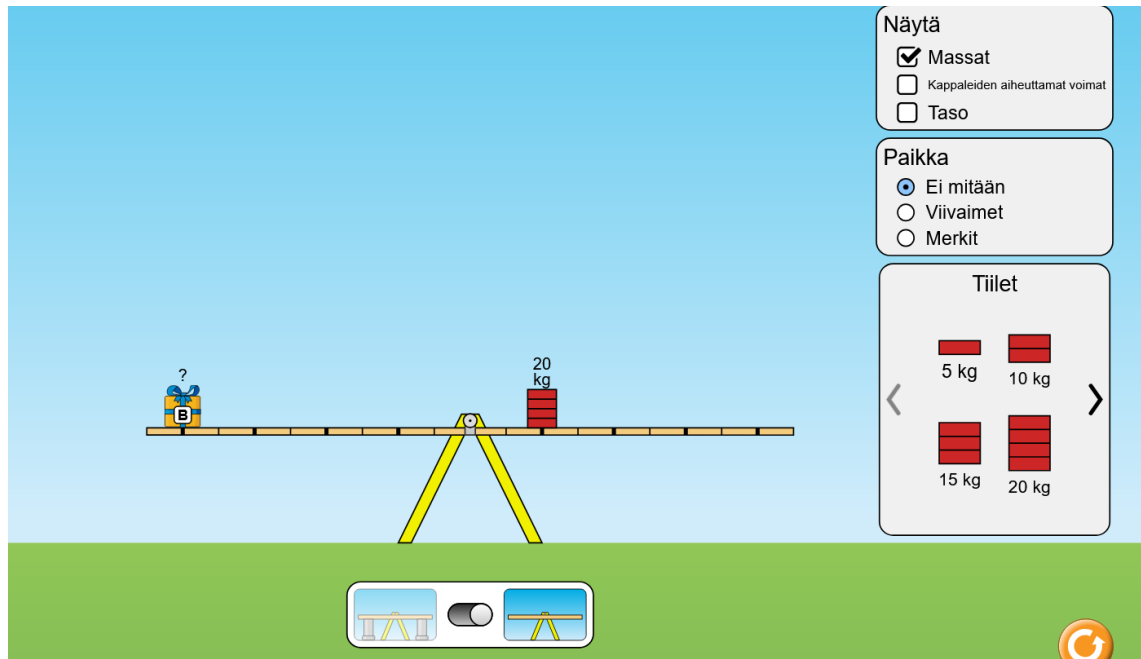 Näytä
Massat
Kappaleiden aiheuttamat voimat
Taso
Paikka
Ei mitään
Viivaimet
Merkit
Tiilet
5 kg
10 kg
15 kg
20 kg
?
B
20
kg